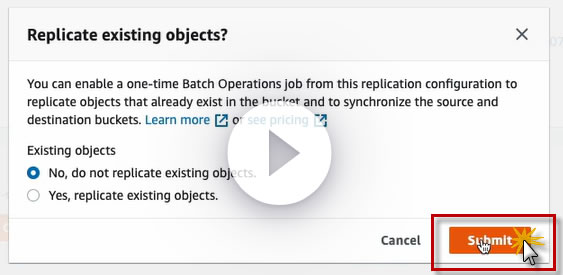 Replicate existing objects?
You can enable a one-time Batch Operations job from this replication configuration to
replicate objects that already exist in the bucket and to synchronize the source and
destination buckets. Learn more or see pricing
Existing objects
No, do not replicate existing objects.
Yes, replicate existing objects.
Cancel Submit